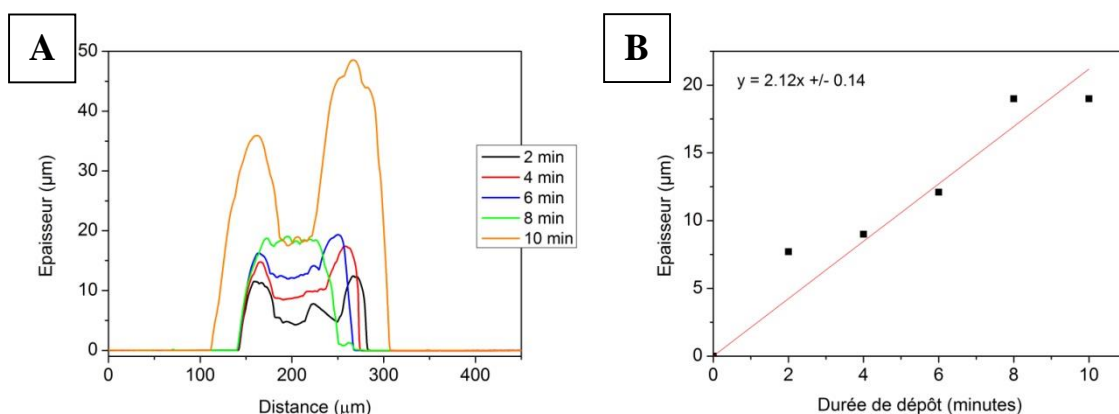 A
50
40
30
20
10
0
Epaisseur (µm)
0
100
200
300
400
Distance (µm)
2 min
4 min
6 min
8 min
10 min
B
y = 2.12x +/- 0.14
20
15
10
5
0
Epaisseur (µm)
0
2
4
6
8
10
Durée de dépôt (minutes)